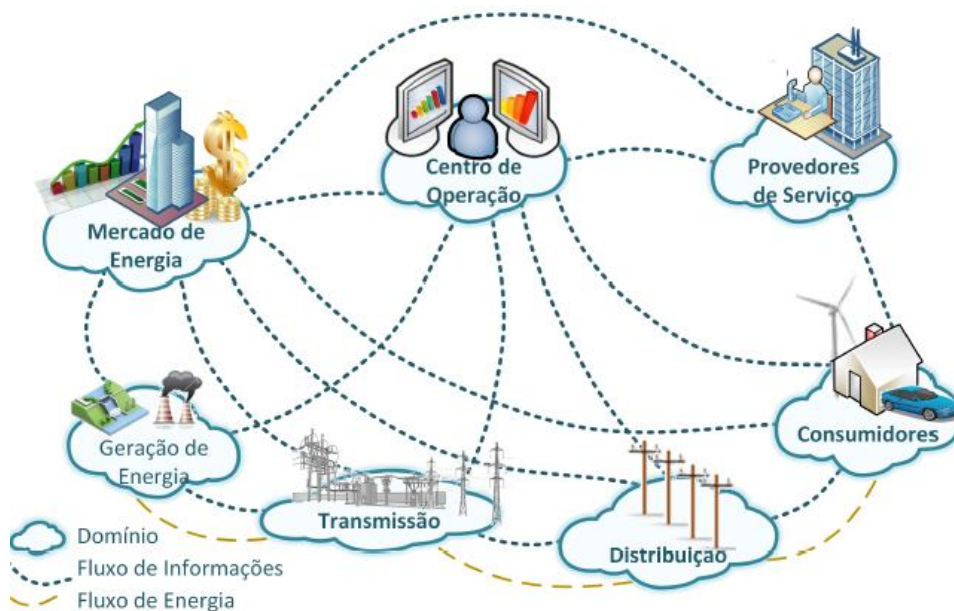 Centro de
Operação
Provedores
de Serviço
Mercado de
Energia
Consumidores
Geração de
Energia
Transmissão
Distribuição
Domínio
Fluxo de Informações
Fluxo de Energia